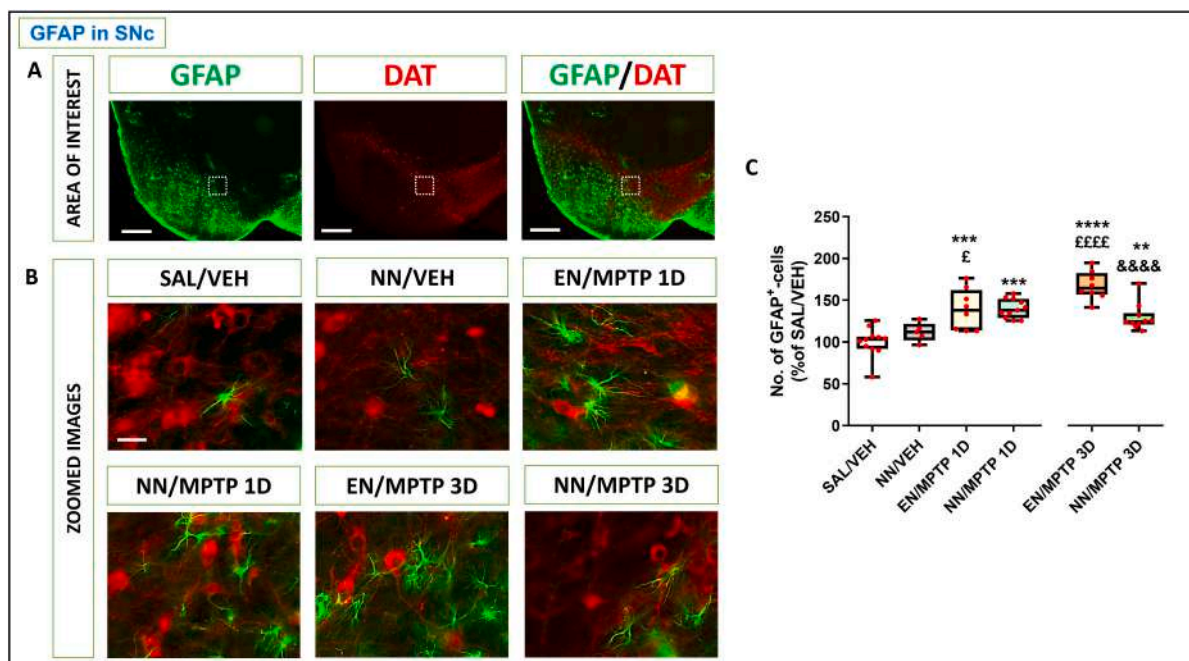 GFAP in SNc
A
AREA OF INTEREST
GFAP
DAT
GFAP/DAT
B
ZOOMED IMAGES
SAL/VEH
NN/VEH
EN/MPTP 1D
NN/MPTP 1D
EN/MPTP 3D
NN/MPTP 3D
C
No. of GFAP⁺-cells
(%of SAL/VEH)
250
200
150
100
50
0
***
£
***
****
££££
**
&&&&
SAL/VEH
NN/VEH
EN/MPTP 1D
NN/MPTP 1D
EN/MPTP 3D
NN/MPTP 3D